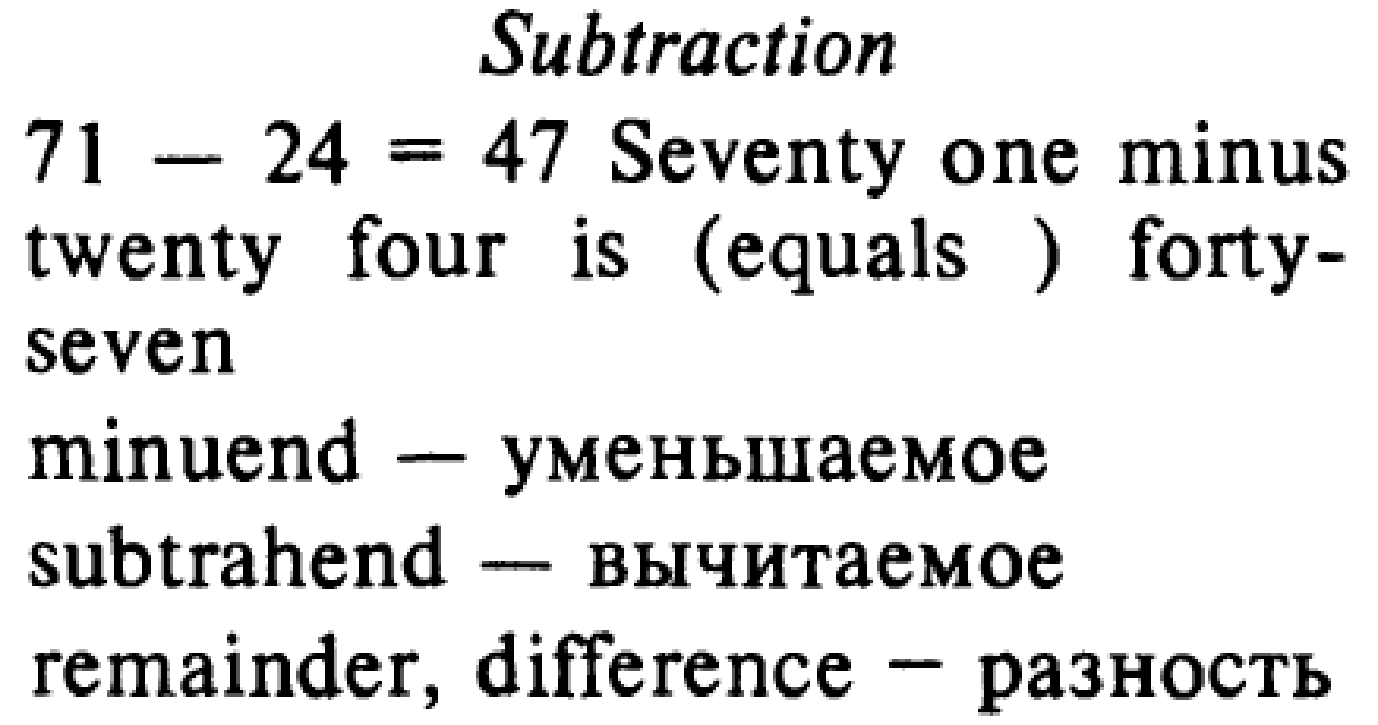 Subtraction
71 — 24 = 47 Seventy one minus
twenty four is (equals ) forty-
seven
minuend — уменьшаемое
subtrahend — вычитаемое
remainder, difference — разность